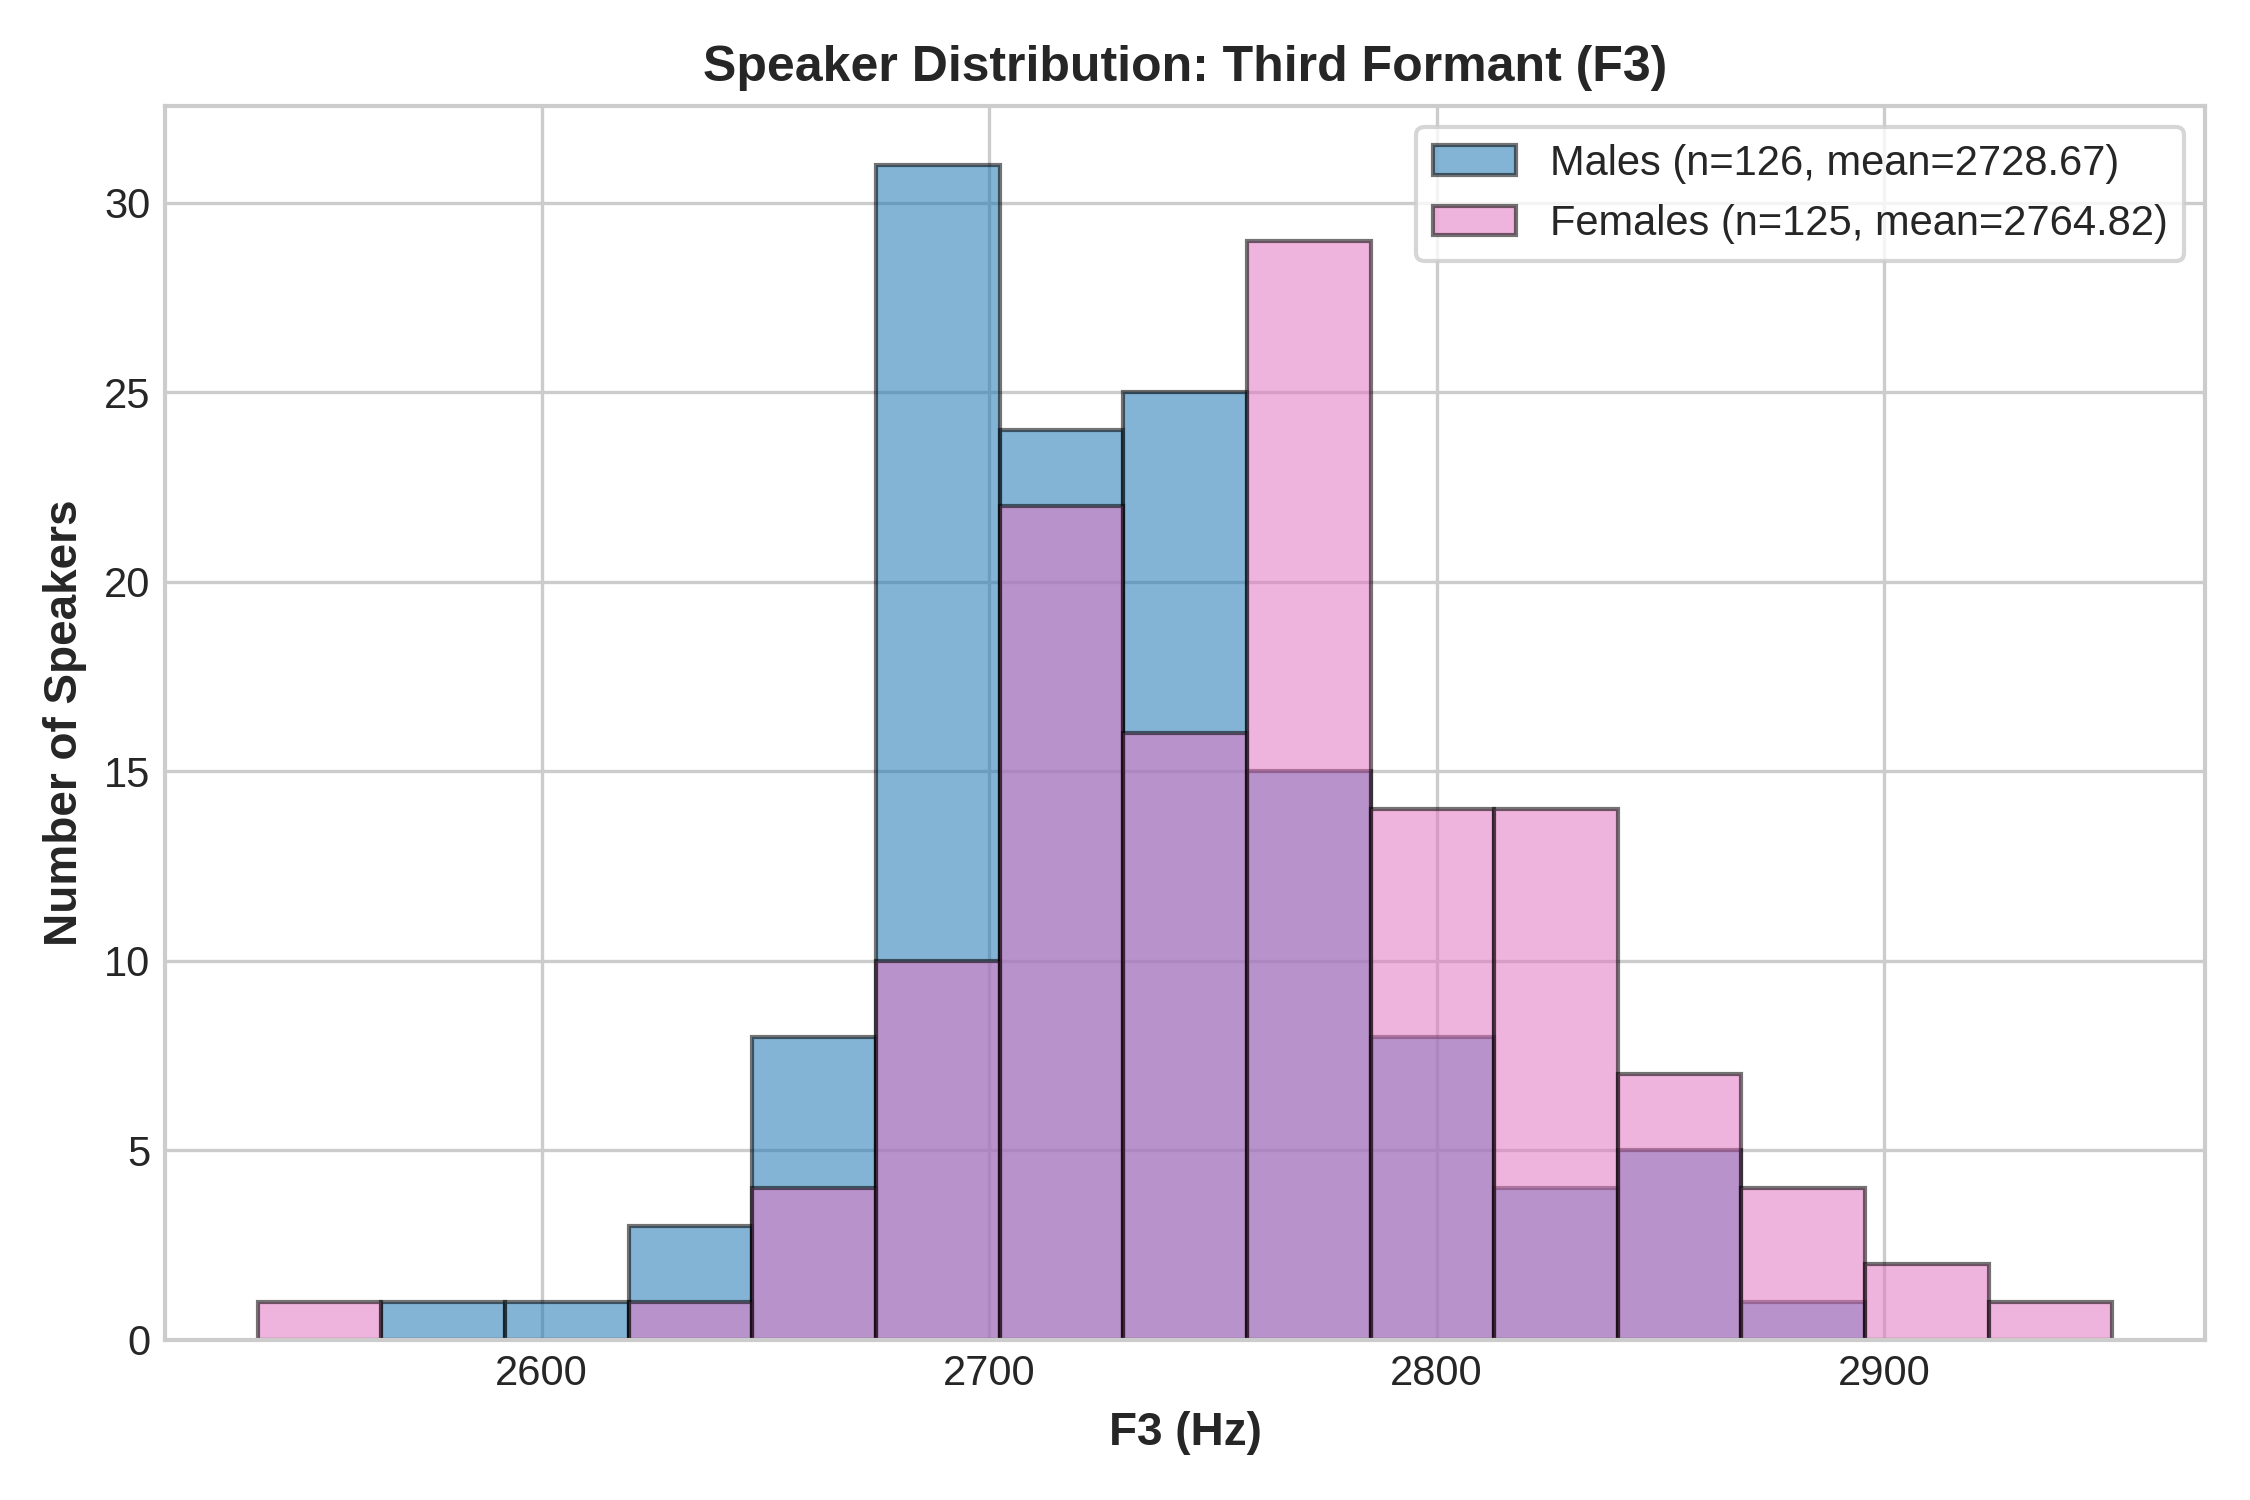 Speaker Distribution: Third Formant (F3)
Males (n=126, mean=2728.67)
Females (n=125, mean=2764.82)
Number of Speakers
30
25
20
15
10
5
0
2600 2700 2800 2900
F3 (Hz)